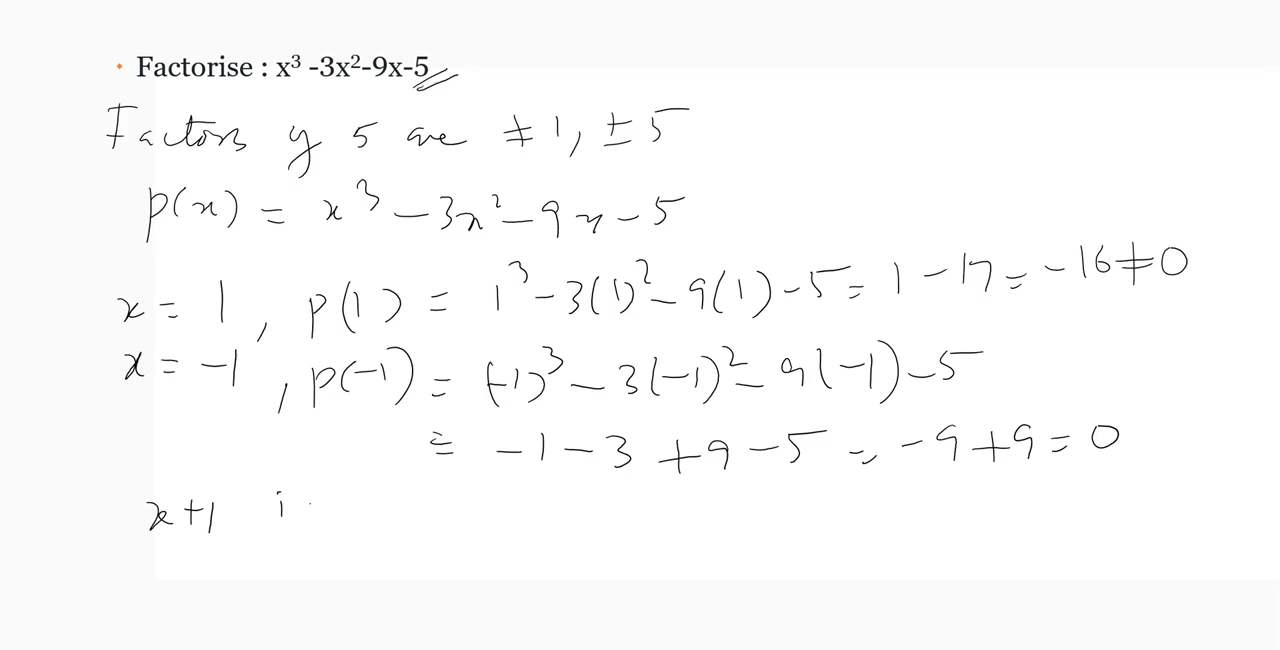 • Factorise : x³ -3x²-9x-5
Factors of 5 are ±1, ±5
p(x) = x³ – 3x² – 9x – 5
x = 1, p(1) = 1³ – 3(1)² – 9(1) – 5 = 1 – 17 = –16 ≠ 0
x = –1, p(–1) = (–1)³ – 3(–1)² – 9(–1) – 5
= –1 – 3 + 9 – 5 = –9 + 9 = 0
x+1 i